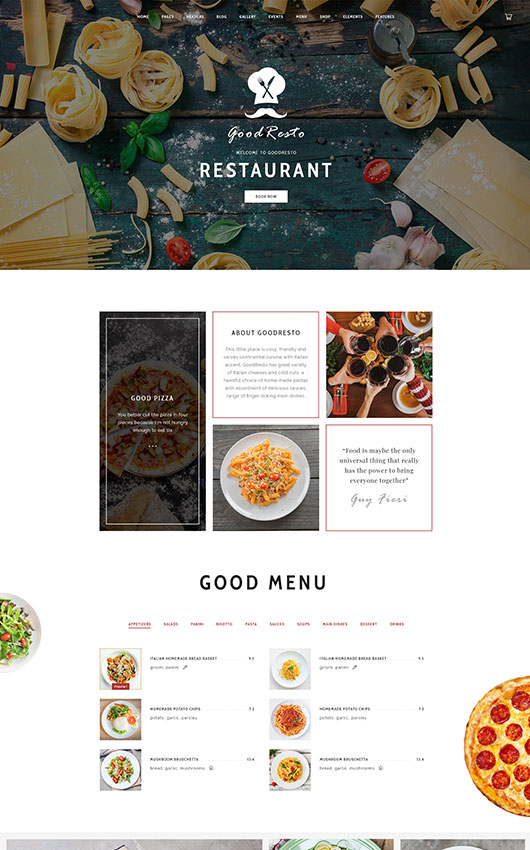 HOME PAGES HEADERS BLOG GALLERY EVENTS MENU SHOP ELEMENTS FEATURES
GoodResto
WELCOME TO GOODRESTO
RESTAURANT
BOOK NOW
GOOD PIZZA
You better cut the pizza in four
pieces because I'm not hungry
enough to eat six
ABOUT GOODRESTO
This little place is cosy, friendly and
serves continental cuisine with Italian
accent. GoodResto has great variety
of Italian cheeses and cold cuts, a
handful choice of home-made pastas
with assortment of delicious sauces,
range of finger-licking main dishes.
“Food is maybe the only
universal thing that really
has the power to bring
everyone together”
Guy Fieri
GOOD MENU
APPETIZERS SALADS PANINI RISOTTO PASTA SAUCES SOUPS MAIN DISHES DESSERT DRINKS
ITALIAN HOMEMADE BREAD BASKET 9.5
grissini, panini
Popular!
HOMEMADE POTATO CHIPS 7.2
potato, garlic, parsley
MUSHROOM BRUSCHETTA 13.6
bread, garlic, mushrooms
ITALIAN HOMEMADE BREAD BASKET 9.5
grissini, panini
HOMEMADE POTATO CHIPS 7.2
potato, garlic, parsley
MUSHROOM BRUSCHETTA 13.6
bread, garlic, mushrooms